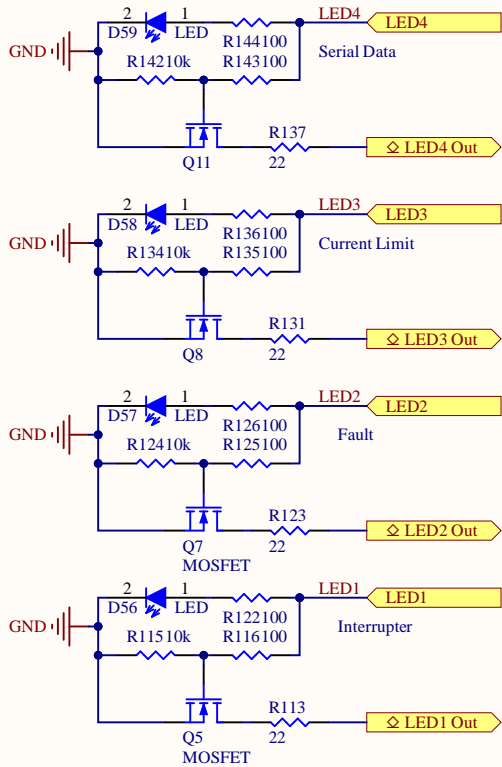 2 1 LED4 LED4
D59 LED R144100 Serial Data
GND R14210k R143100
R137
Q11 22 LED4 Out
2 1 LED3 LED3
D58 LED R136100 Current Limit
GND R13410k R135100
R131
Q8 22 LED3 Out
2 1 LED2 LED2
D57 LED R126100 Fault
GND R12410k R125100
R123
Q7 22 LED2 Out
MOSFET
2 1 LED1 LED1
D56 LED R122100 Interrupter
GND R11510k R116100
R113
Q5 22 LED1 Out
MOSFET